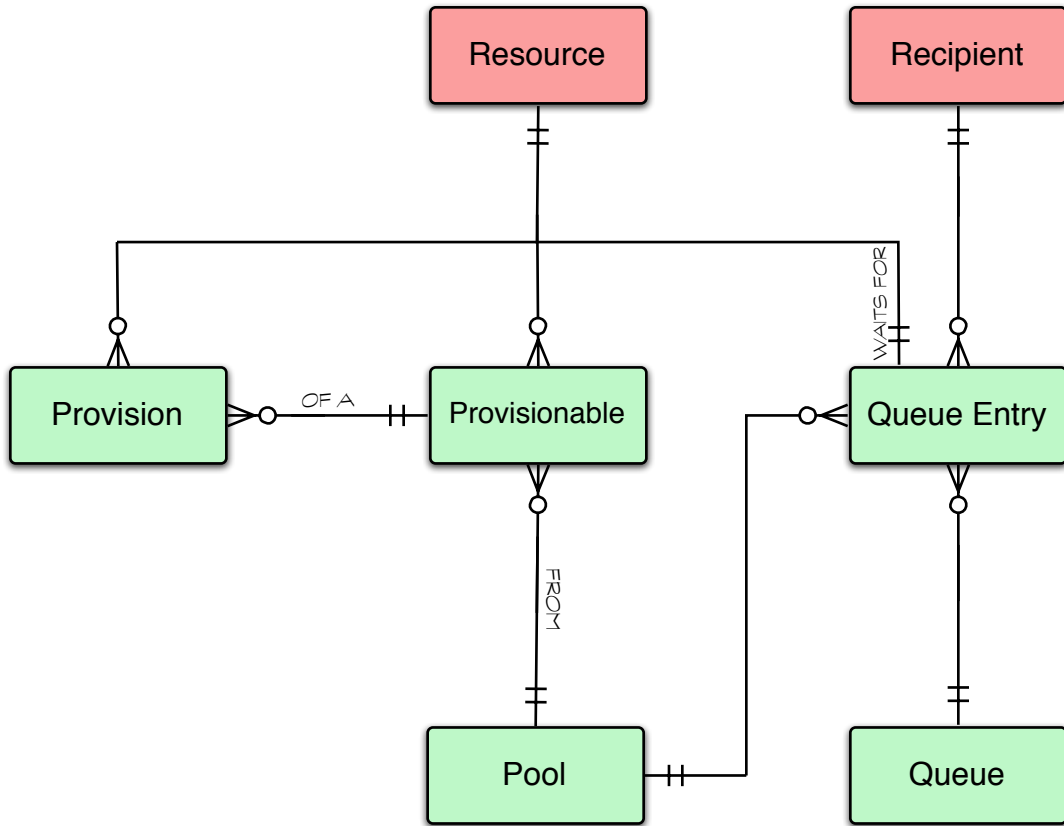 Resource
Recipient
WAITS FOR
Provision
OF A
Provisionable
Queue Entry
FROM
Pool
Queue